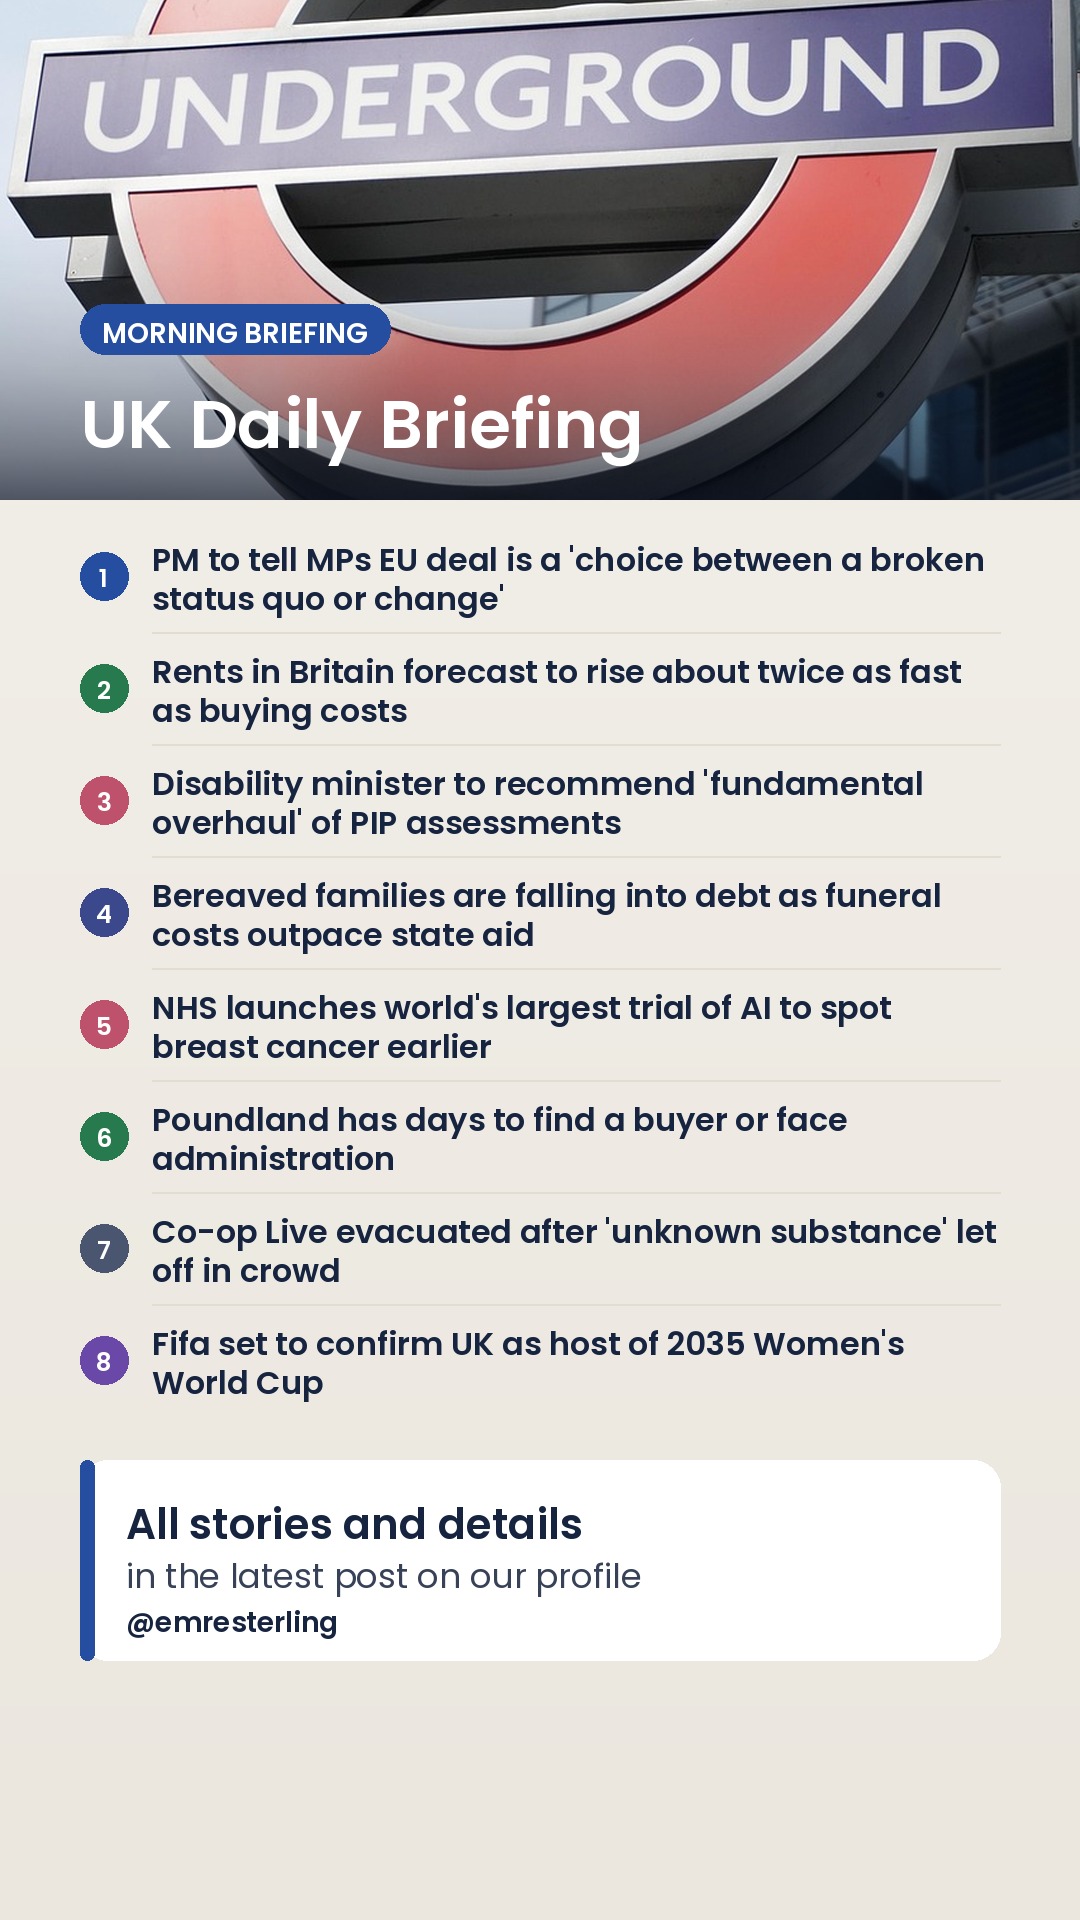 UNDERGROUND
MORNING BRIEFING
UK Daily Briefing
1 PM to tell MPs EU deal is a 'choice between a broken
status quo or change'
2 Rents in Britain forecast to rise about twice as fast
as buying costs
3 Disability minister to recommend 'fundamental
overhaul' of PIP assessments
4 Bereaved families are falling into debt as funeral
costs outpace state aid
5 NHS launches world's largest trial of AI to spot
breast cancer earlier
6 Poundland has days to find a buyer or face
administration
7 Co-op Live evacuated after 'unknown substance' let
off in crowd
8 Fifa set to confirm UK as host of 2035 Women's
World Cup
All stories and details
in the latest post on our profile
@emresterling